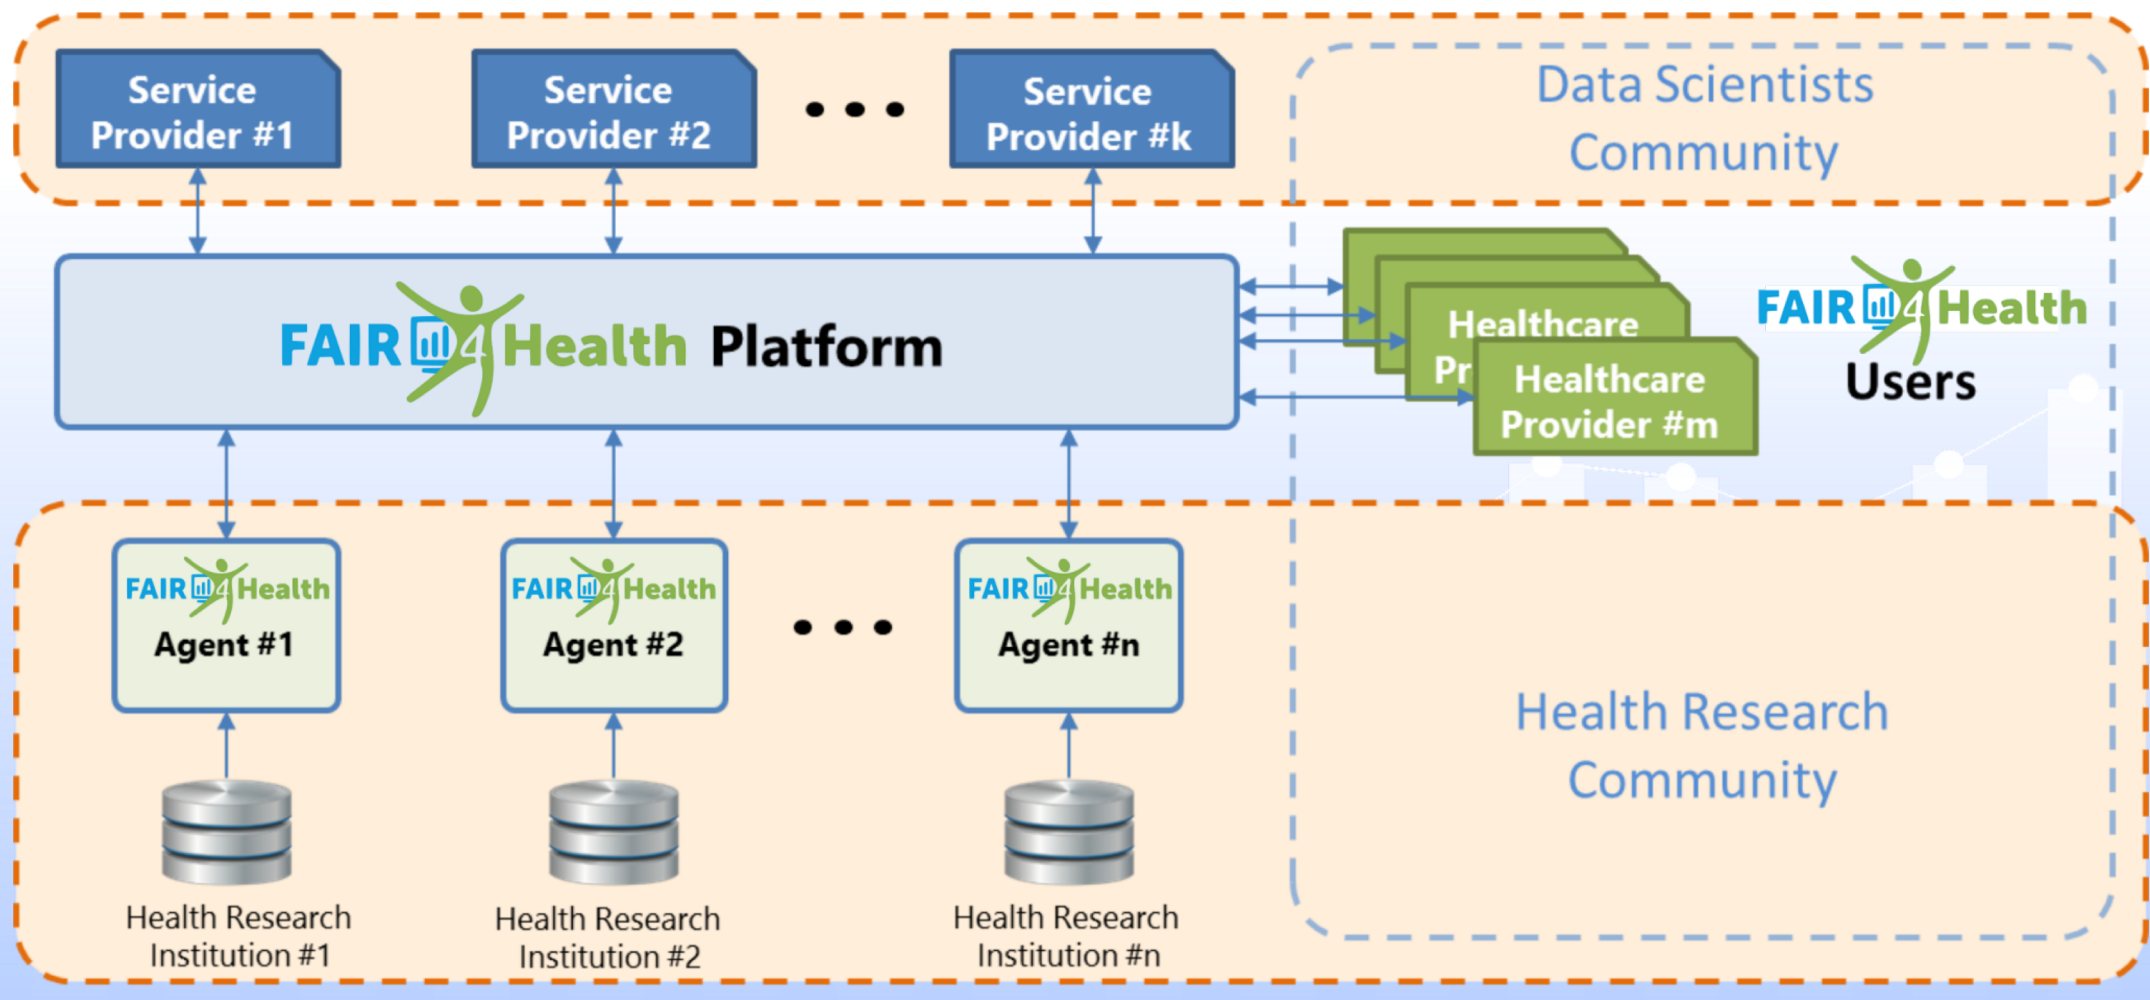 Service
Provider #1
Service
Provider #2
Service
Provider #k
Data Scientists
Community
FAIR4Health Platform
Healthcare
Pr
Healthcare
Provider #m
FAIR4Health
Users
FAIR4Health
Agent #1
FAIR4Health
Agent #2
FAIR4Health
Agent #n
Health Research
Community
Health Research
Institution #1
Health Research
Institution #2
Health Research
Institution #n